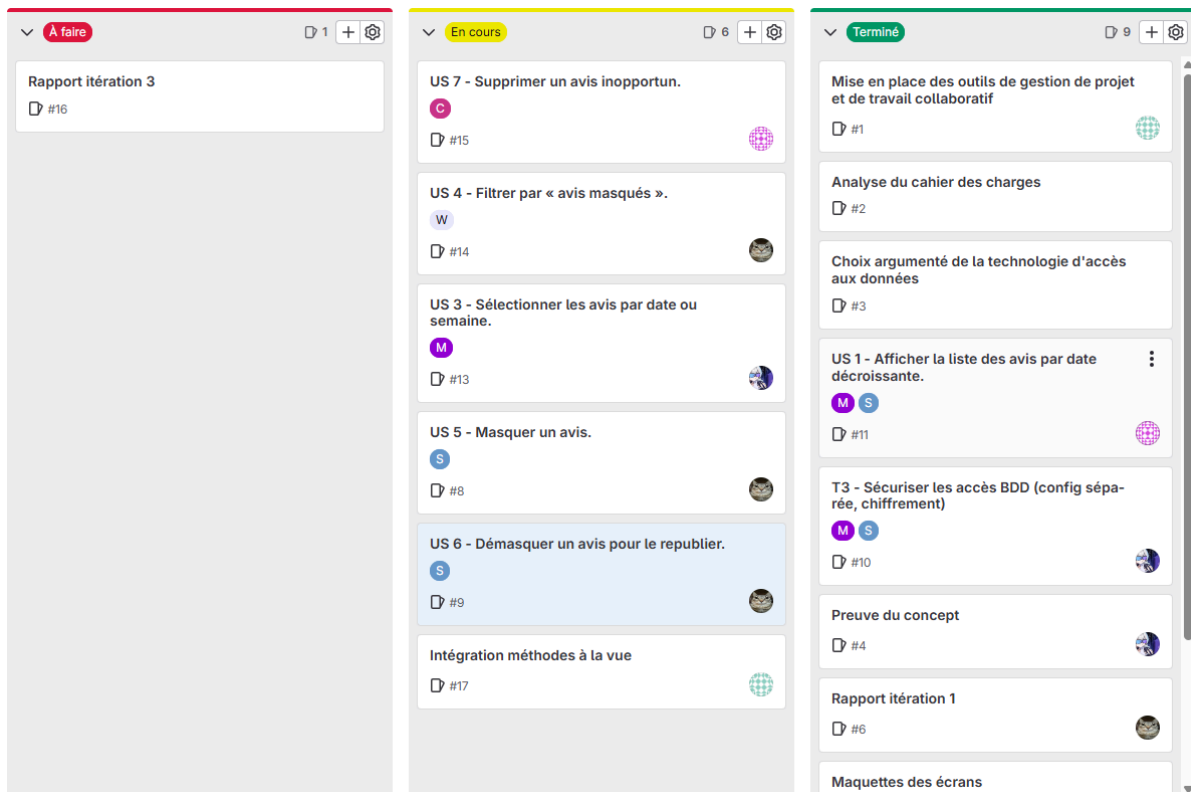 À faire
1
Rapport itération 3
#16
En cours
6
US 7 - Supprimer un avis inopportun.
C
#15
US 4 - Filtrer par « avis masqués ».
W
#14
US 3 - Sélectionner les avis par date ou
semaine.
M
#13
US 5 - Masquer un avis.
S
#8
US 6 - Démasquer un avis pour le republier.
S
#9
Intégration méthodes à la vue
#17
Terminé
9
Mise en place des outils de gestion de projet
et de travail collaboratif
#1
Analyse du cahier des charges
#2
Choix argumenté de la technologie d'accès
aux données
#3
US 1 - Afficher la liste des avis par date
décroissante.
M S
#11
T3 - Sécuriser les accès BDD (config sépa-
rée, chiffrement)
M S
#10
Preuve du concept
#4
Rapport itération 1
#6
Maquettes des écrans